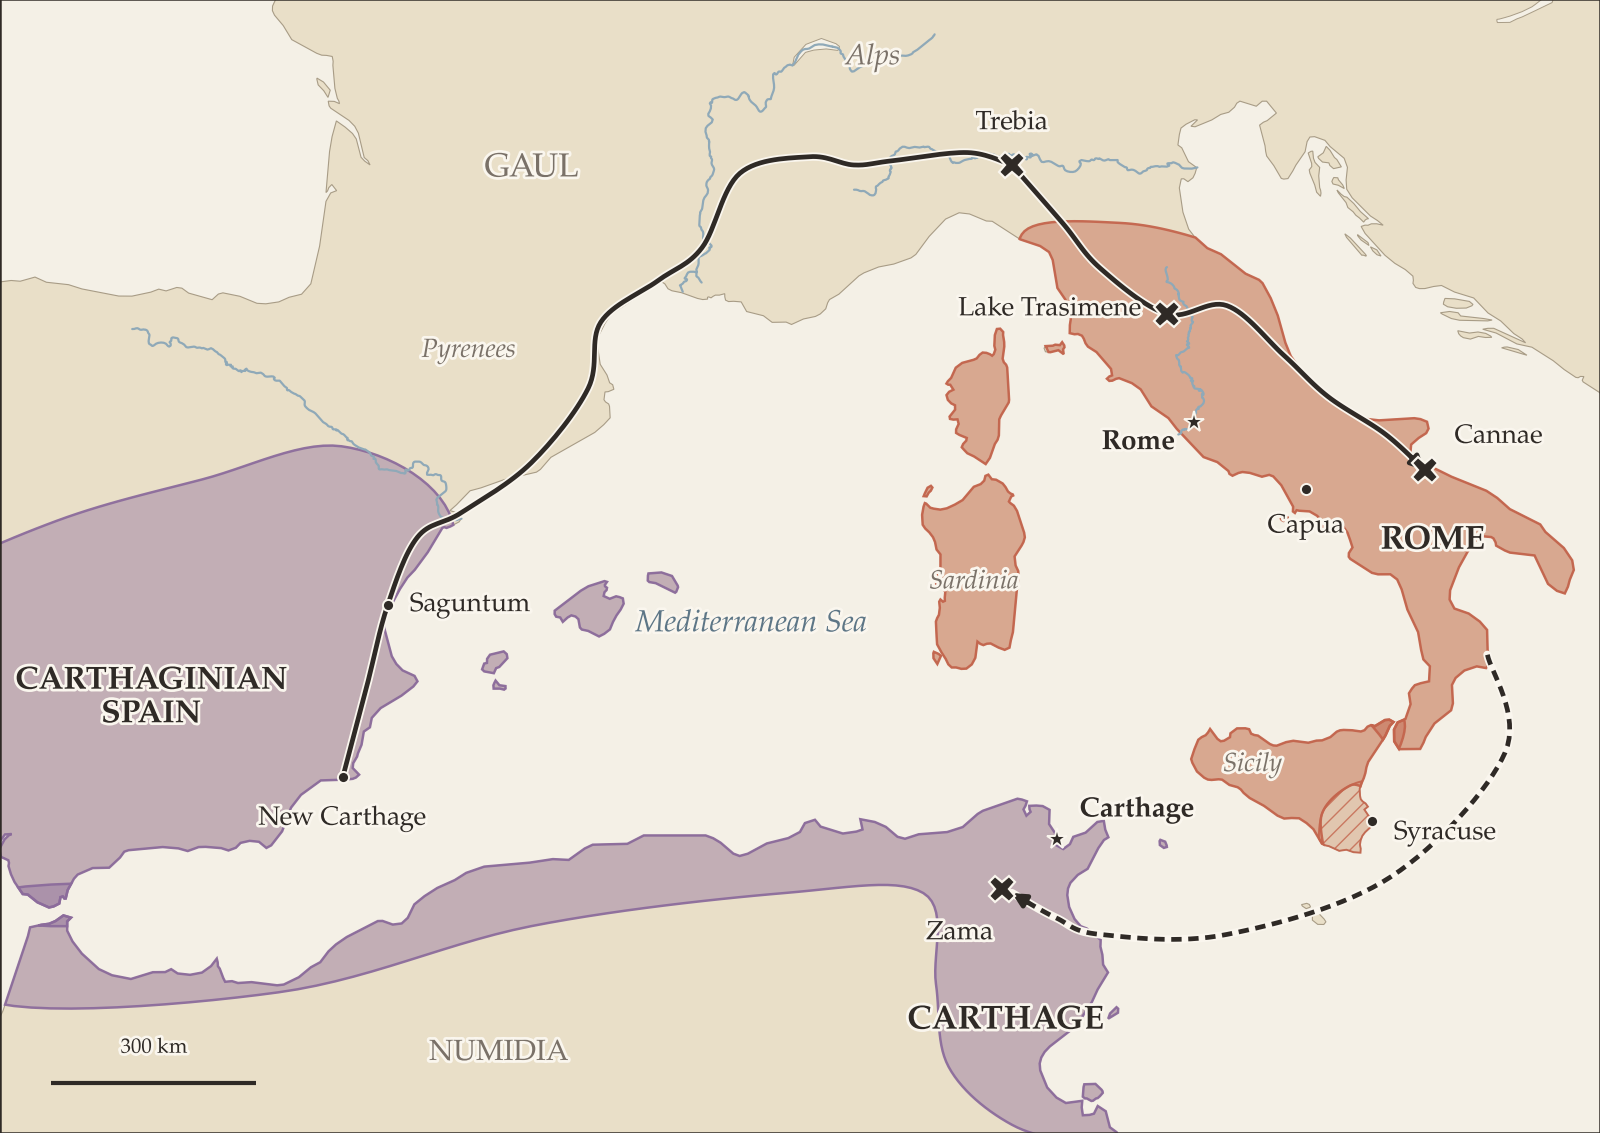 Alps
Trebia
GAUL
Lake Trasimene
Pyrenees
Rome
Cannae
Capua
ROME
Sardinia
Saguntum
Mediterranean Sea
CARTHAGINIAN
SPAIN
Sicily
New Carthage
Carthage
Syracuse
Zama
CARTHAGE
300 km
NUMIDIA